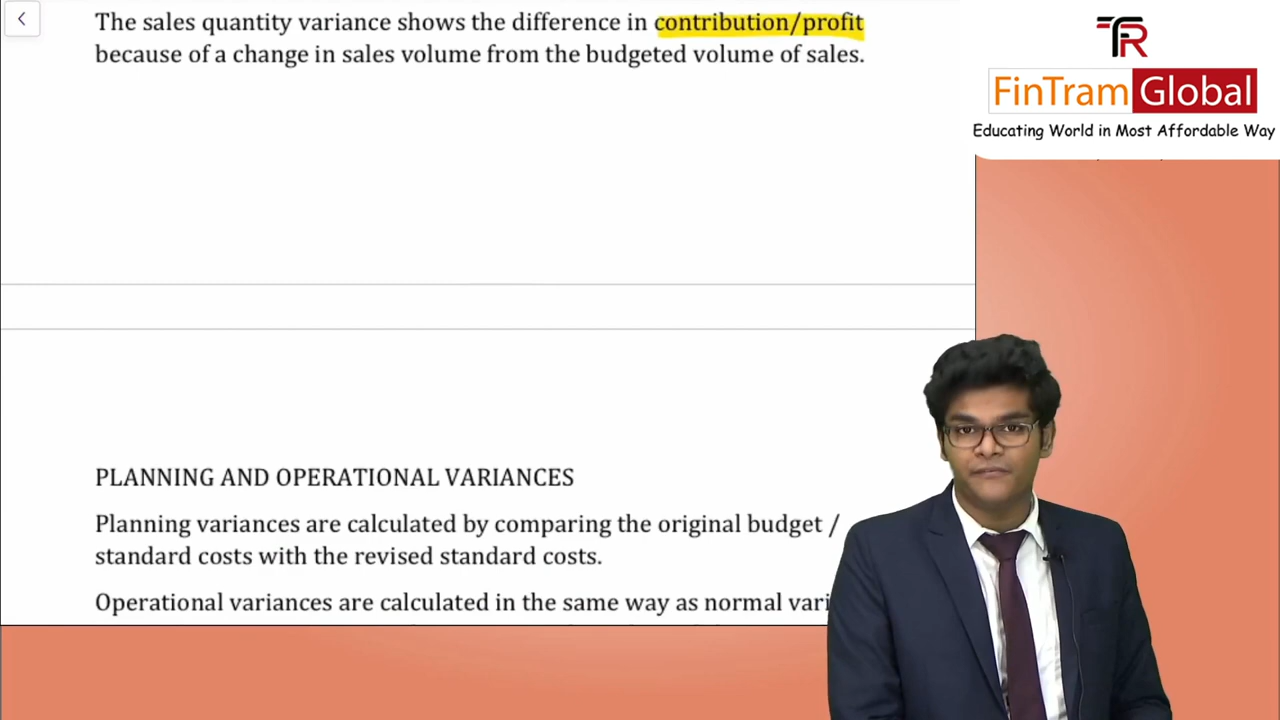 The sales quantity variance shows the difference in contribution/profit
because of a change in sales volume from the budgeted volume of sales.
TFR
FinTram Global
Educating World in Most Affordable Way
PLANNING AND OPERATIONAL VARIANCES
Planning variances are calculated by comparing the original budget /
standard costs with the revised standard costs.
Operational variances are calculated in the same way as normal